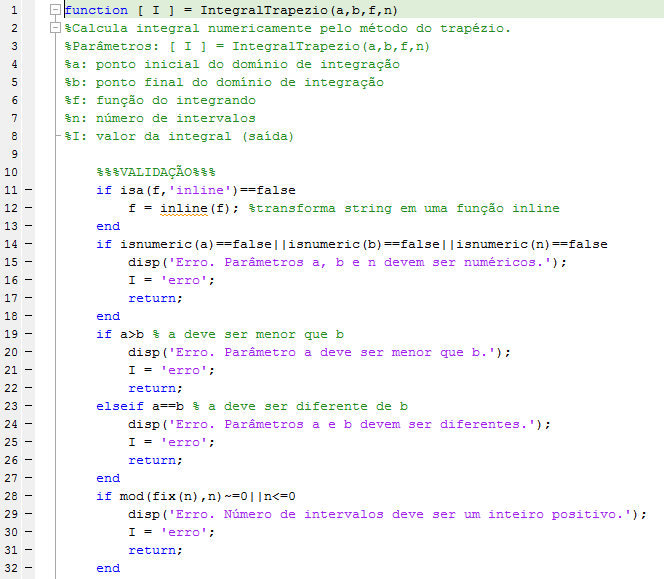 1 function [ I ] = IntegralTrapezio(a,b,f,n)
2 %Calcula integral numericamente pelo método do trapézio.
3 %Parâmetros: [ I ] = IntegralTrapezio(a,b,f,n)
4 %a: ponto inicial do domínio de integração
5 %b: ponto final do domínio de integração
6 %f: função do integrando
7 %n: número de intervalos
8 %I: valor da integral (saída)
9
10 %%%VALIDAÇÃO%%%
11 if isa(f,'inline')==false
12 f = inline(f); %transforma string em uma função inline
13 end
14 if isnumeric(a)==false||isnumeric(b)==false||isnumeric(n)==false
15 disp('Erro. Parâmetros a, b e n devem ser numéricos.');
16 I = 'erro';
17 return;
18 end
19 if a>b % a deve ser menor que b
20 disp('Erro. Parâmetro a deve ser menor que b.');
21 I = 'erro';
22 return;
23 elseif a==b % a deve ser diferente de b
24 disp('Erro. Parâmetros a e b devem ser diferentes.');
25 I = 'erro';
26 return;
27 end
28 if mod(fix(n),n)~=0||n<=0
29 disp('Erro. Número de intervalos deve ser um inteiro positivo.');
30 I = 'erro';
31 return;
32 end